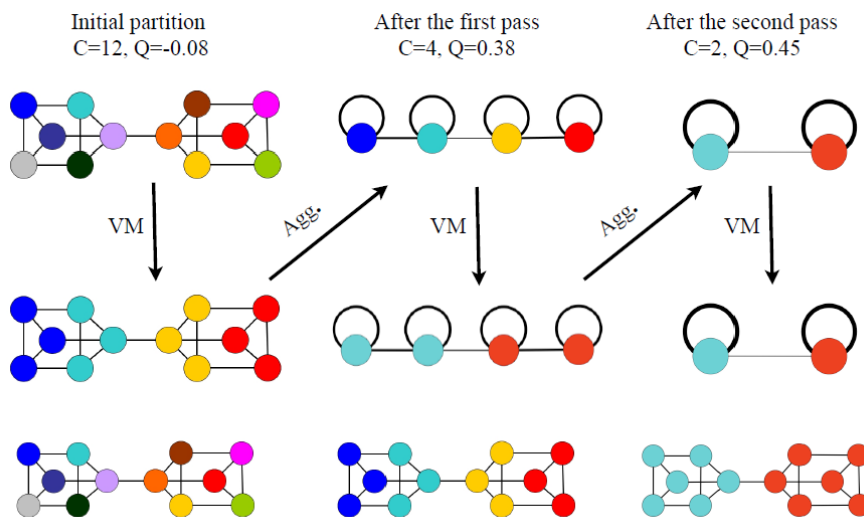 Initial partition
C=12, Q=-0.08
After the first pass
C=4, Q=0.38
After the second pass
C=2, Q=0.45
VM
Agg.
VM
Agg.
VM